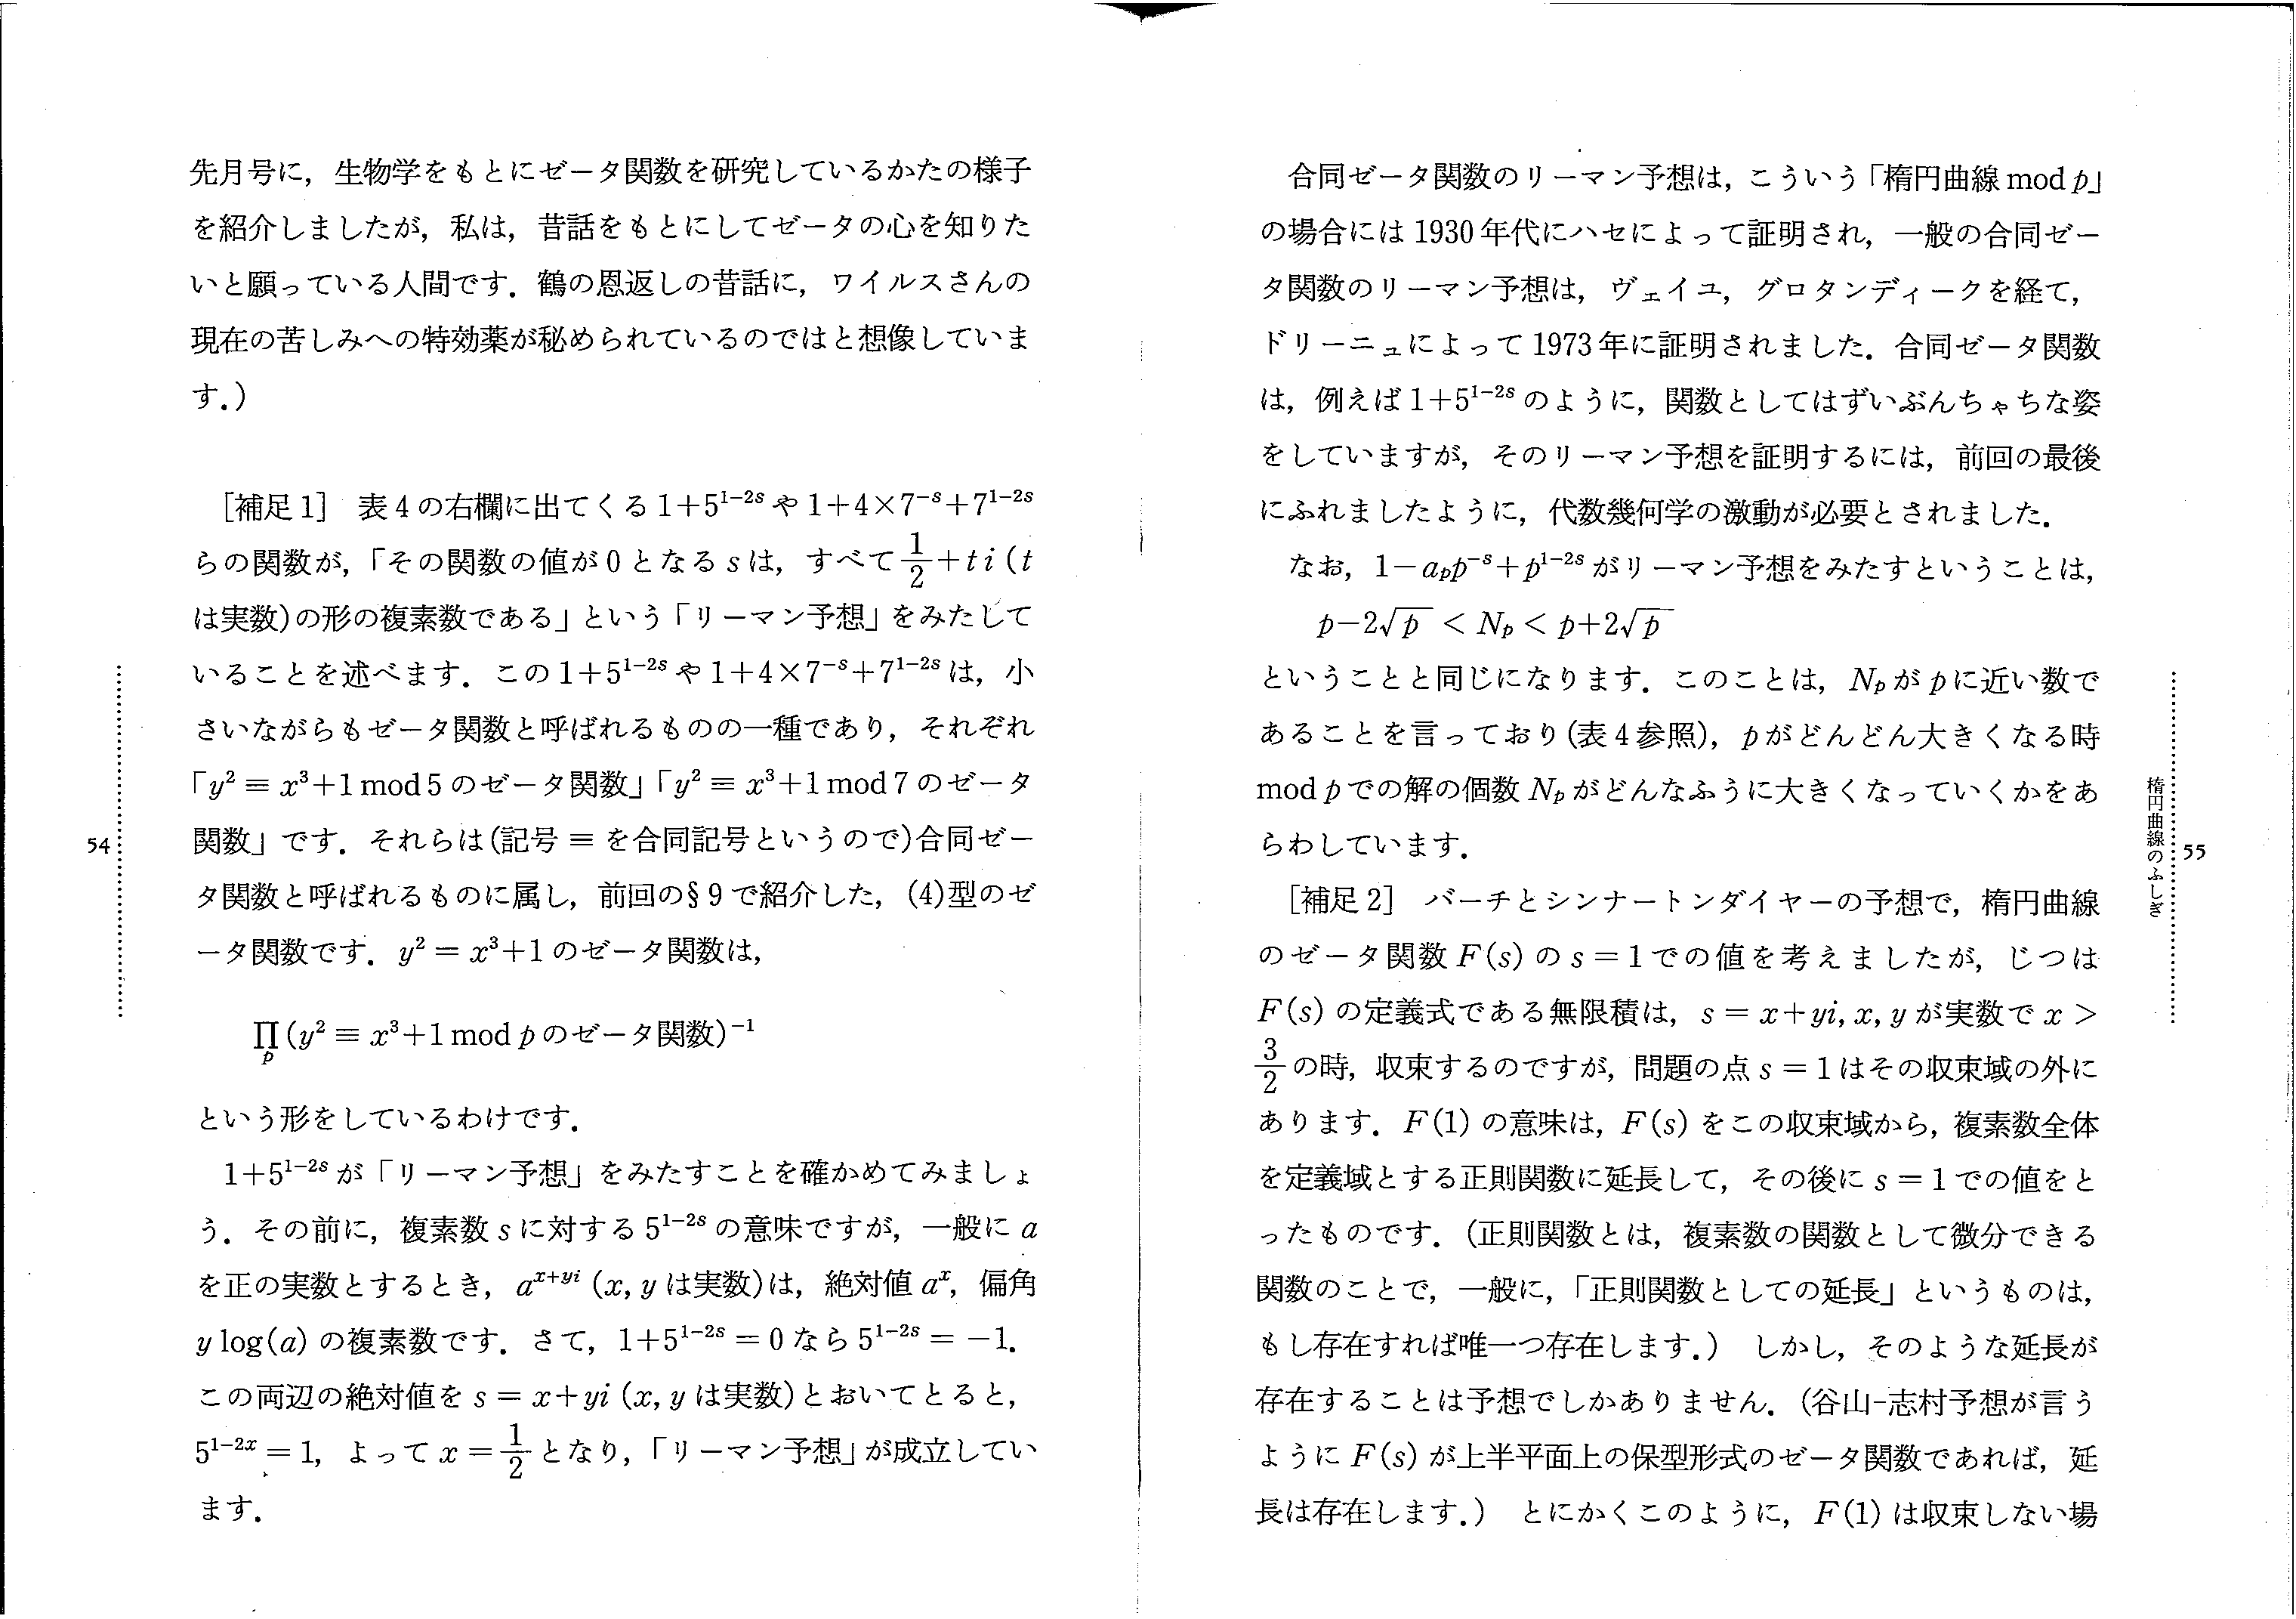 先月号に，生物学をもとにゼータ関数を研究しているかたの様子
を紹介しましたが，私は，昔話をもとにしてゼータの心を知りた
いと願っている人間です．鶴の恩返しの昔話に，ワイルスさんの
現在の苦しみへの特効薬が秘められているのではと想像していま
す．）
［補足 1］ 表 4 の右欄に出てくる 1+5^{1−2s} や 1+4×7^{−s}+7^{1−2s}
らの関数が，「その関数の値が 0 となる s は，すべて \frac{1}{2}+ti (t
は実数)の形の複素数である」という「リーマン予想」をみたして
いることを述べます．この 1+5^{1−2s} や 1+4×7^{−s}+7^{1−2s} は，小
さいながらもゼータ関数と呼ばれるものの一種であり，それぞれ
「y² ≡ x³+1 mod 5 のゼータ関数」「y² ≡ x³+1 mod 7 のゼータ
関数」です．それらは(記号 ≡ を合同記号というので)合同ゼー
タ関数と呼ばれるものに属し，前回の§9 で紹介した，(4)型のゼ
ータ関数です．y² = x³+1 のゼータ関数は，
∏_p (y² ≡ x³+1 mod p のゼータ関数)^{−1}
という形をしているわけです．
1+5^{1−2s} が「リーマン予想」をみたすことを確かめてみましょ
う．その前に，複素数 s に対する 5^{1−2s} の意味ですが，一般に a
を正の実数とするとき，a^{x+yi} (x, y は実数)は，絶対値 a^x，偏角
y log(a) の複素数です．さて，1+5^{1−2s} = 0 なら 5^{1−2s} = −1．
この両辺の絶対値を s = x+yi (x, y は実数)とおいてとると，
5^{1−2x} = 1，よって x = \frac{1}{2} となり，「リーマン予想」が成立してい
ます．
54
合同ゼータ関数のリーマン予想は，こういう「楕円曲線 mod p」
の場合には 1930 年代にハセによって証明され，一般の合同ゼー
タ関数のリーマン予想は，ヴェイユ，グロタンディークを経て，
ドリーニュによって 1973 年に証明されました．合同ゼータ関数
は，例えば 1+5^{1−2s} のように，関数としてはずいぶんちゃちな姿
をしていますが，そのリーマン予想を証明するには，前回の最後
にふれましたように，代数幾何学の激動が必要とされました．
なお，1−a_p p^{−s}+p^{1−2s} がリーマン予想をみたすということは，
p−2√p < N_p < p+2√p
ということと同じになります．このことは，N_p が p に近い数で
あることを言っており(表 4 参照)，p がどんどん大きくなる時
mod p での解の個数 N_p がどんなふうに大きくなっていくかをあ
らわしています．
［補足 2］ バーチとシンナートンダイヤーの予想で，楕円曲線
のゼータ関数 F(s) の s = 1 での値を考えましたが，じつは
F(s) の定義式である無限積は，s = x+yi, x, y が実数で x >
\frac{3}{2} の時，収束するのですが，問題の点 s = 1 はその収束域の外に
あります．F(1) の意味は，F(s) をこの収束域から，複素数全体
を定義域とする正則関数に延長して，その後に s = 1 での値をと
ったものです．（正則関数とは，複素数の関数として微分できる
関数のことで，一般に，「正則関数としての延長」というものは，
もし存在すれば唯一つ存在します．） しかし，そのような延長が
存在することは予想でしかありません．（谷山-志村予想が言う
ように F(s) が上半平面上の保型形式のゼータ関数であれば，延
長は存在します．） とにかくこのように，F(1) は収束しない場
楕円曲線のふしぎ
55